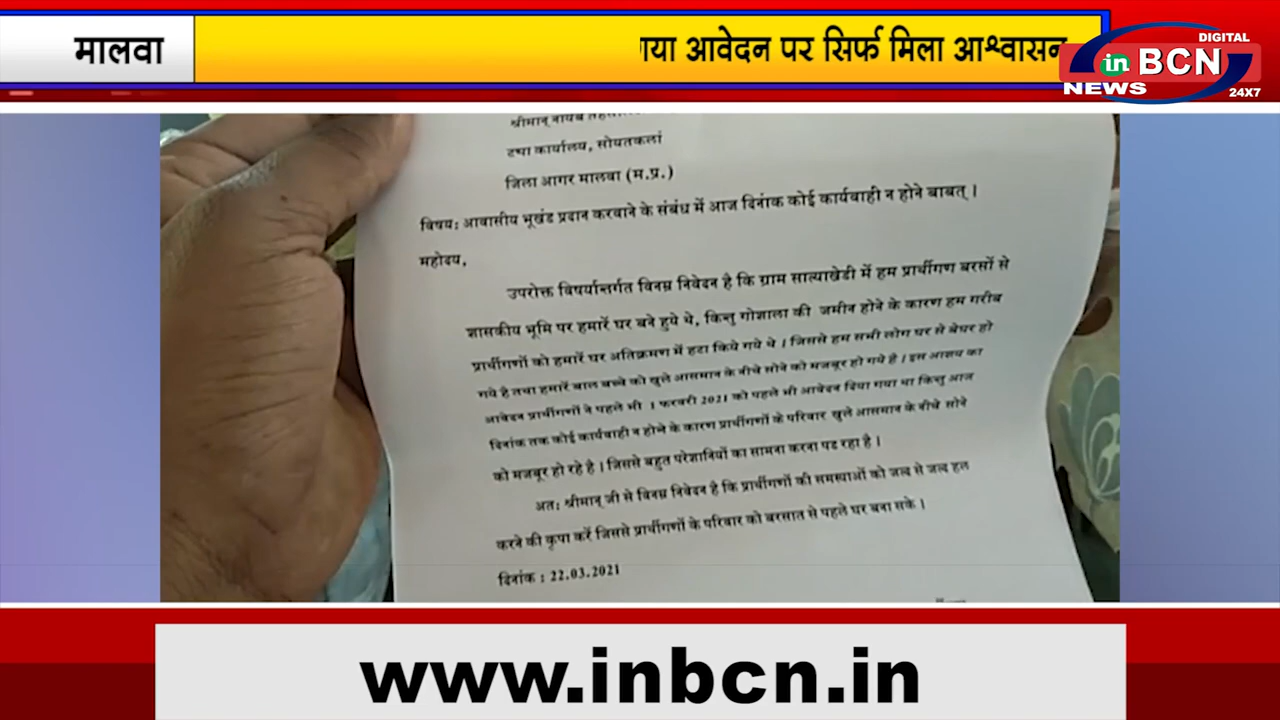 मालवा
गया आवेदन पर सिर्फ मिला आश्वासन
DIGITAL
in BCN
NEWS
24X7
श्रीमान् नायब
टप्पा कार्यालय, सोयतकलां
जिला आगर मालवा (म.प्र.)
विषय: आवासीय भूखंड प्रदान करवाने के संबंध में आज दिनांक कोई कार्यवाही न होने बाबत् ।
महोदय,
उपरोक्त विषर्यान्तर्गत विनम्र निवेदन है कि ग्राम साल्याखेडी में हम प्रार्थीगण बरसों से
शासकीय भूमि पर हमारें घर बने हुये थे, किन्तु गोशाला की जमीन होने के कारण हम गरीब
प्रार्थीगणों को हमारें घर अतिक्रमण में हटा किये गये थे । जिससे हम सभी लोग घर से बेघर हो
गये है तथा हमारें बाल बच्चे को खुले आसमान के नीचे सोने को मजबूर हो गये है । इस आशय का
आवेदन प्रार्थीगणों ने पहले भी 1 फरवरी 2021 को पहले भी आवेदन दिया गया था किन्तु आज
दिनांक तक कोई कार्यवाही न होने के कारण प्रार्थीगणों के परिवार खुले आसमान के नीचे सोने
को मजबूर हो रहे है । जिससे बहुत परेशानियों का सामना करना पड रहा है ।
अतः श्रीमान् जी से विनम्र निवेदन है कि प्रार्थीगणों की समस्याओं को जल्द से जल्द हल
करने की कृपा करें जिससे प्रार्थीगणों के परिवार को बरसात से पहले घर बना सके ।
दिनांक : 22.03.2021
www.inbcn.in